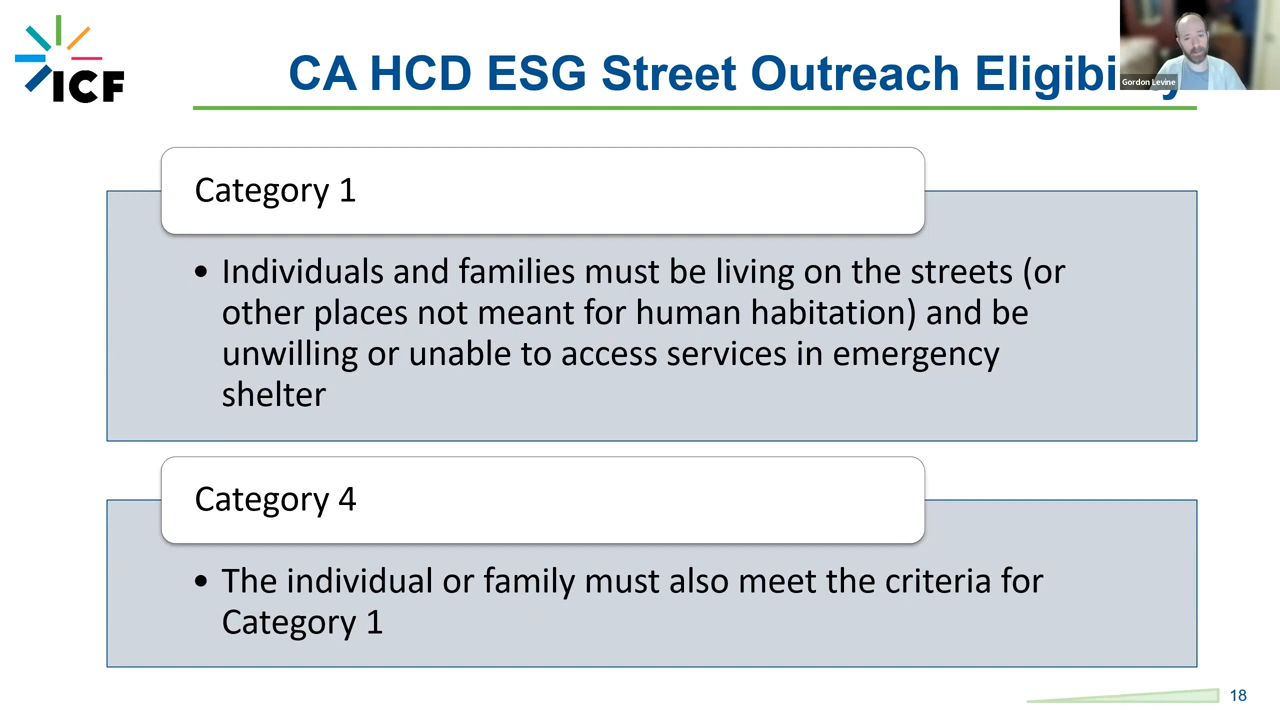 ICF
CA HCD ESG Street Outreach
Gordon Levine
Category 1
• Individuals and families must be living on the streets (or
other places not meant for human habitation) and be
unwilling or unable to access services in emergency
shelter
Category 4
• The individual or family must also meet the criteria for
Category 1
18